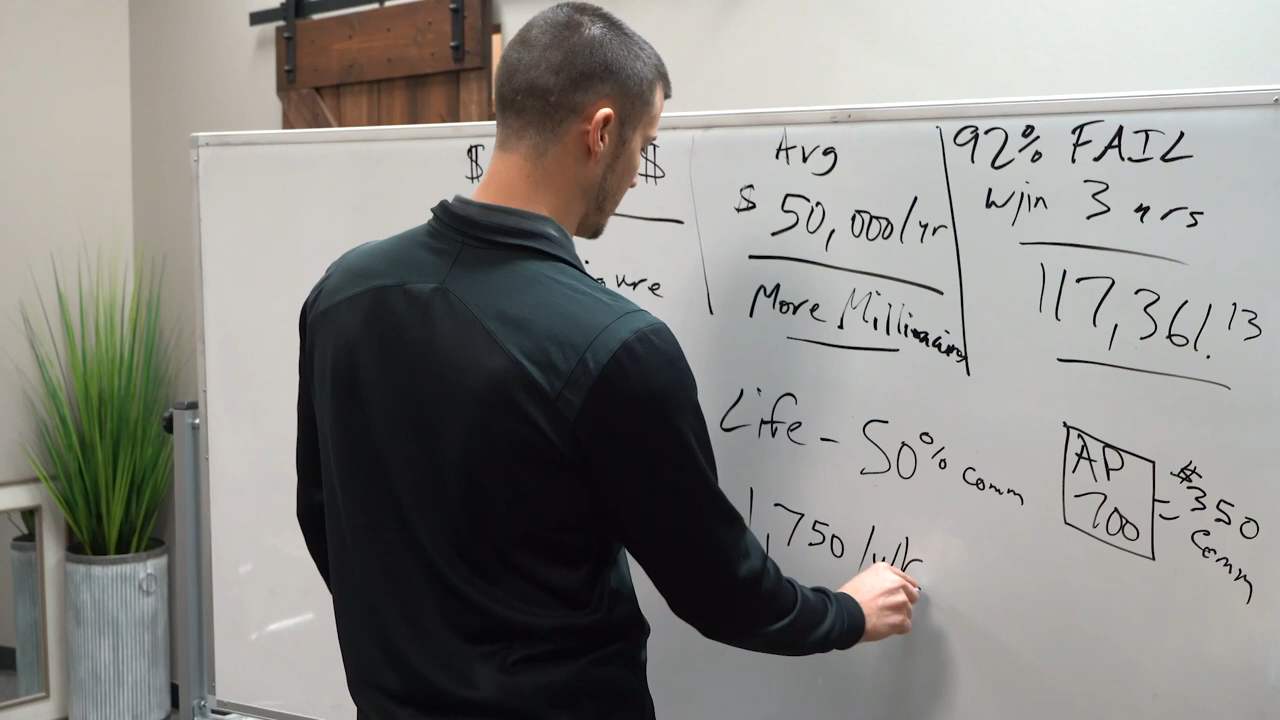 $ $
Avg
$ 50,000/yr
More Millionaires
92% FAIL
w/in 3 yrs
117,361.13
Life - 50% comm
1,750/wk
AP
700
= $350
comm